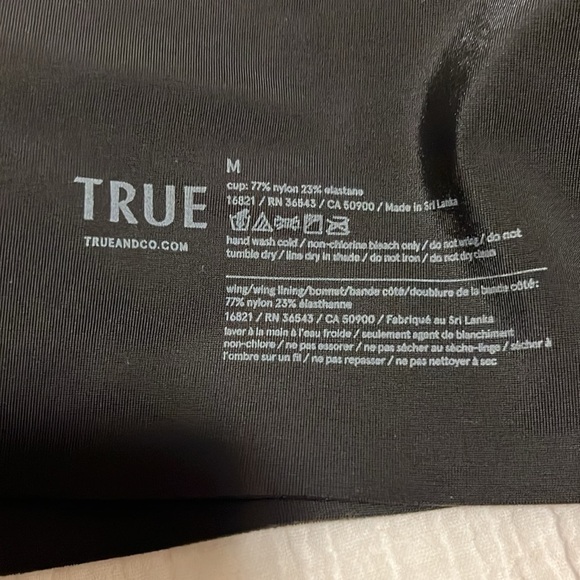 TRUE
TRUEANDCO.COM
M
cup: 77% nylon 23% elastane
16821 / RN 36543 / CA 50900 / Made in Sri Lanka
hand wash cold / non-chlorine bleach only / do not wring / do not
tumble dry / line dry in shade / do not iron / do not dry clean
wing/wing lining/bonnet/bande côté/doublure de la bande côté:
77% nylon 23% élasthanne
16821 / RN 36543 / CA 50900 / Fabriqué au Sri Lanka
laver à la main à l'eau froide / seulement agent de blanchiment
non-chlore / ne pas essorer / ne pas sécher au sèche-linge / sécher à
l'ombre sur un fil / ne pas repasser / ne pas nettoyer à sec